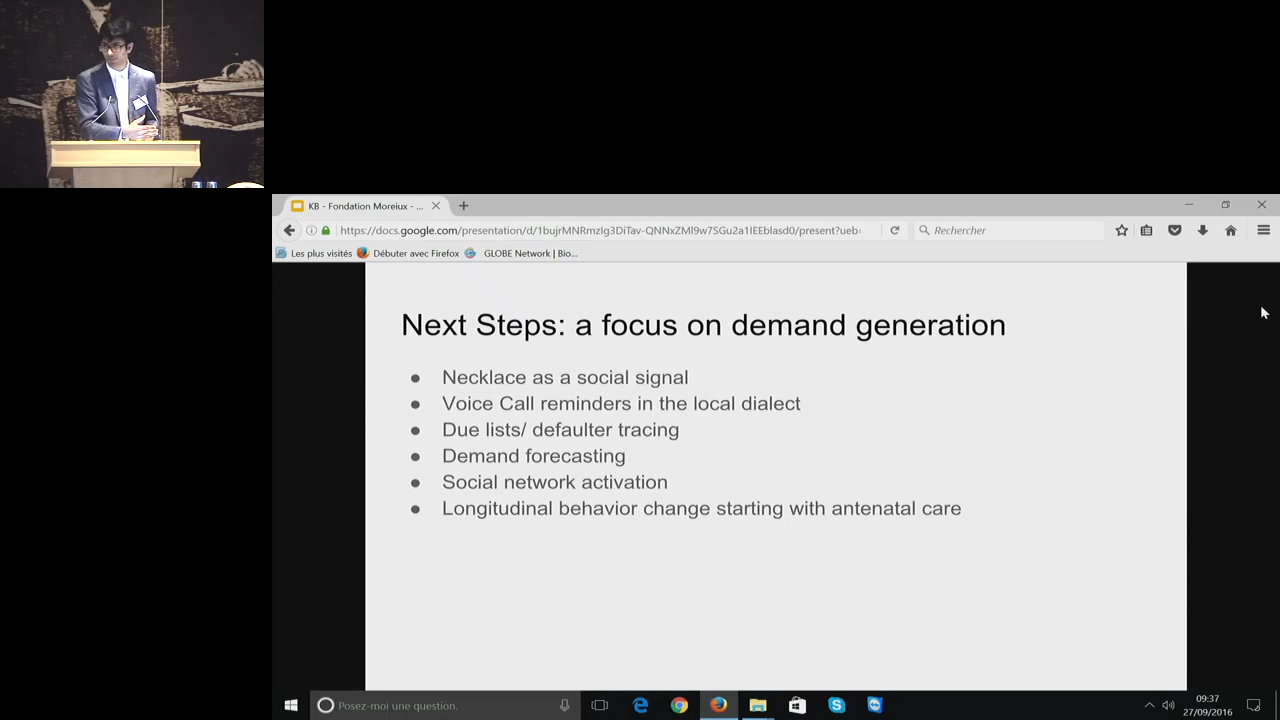 KB - Fondation Moreiux - ...
https://docs.google.com/presentation/d/1bujrMNRmzIg3DiTav-QNNxZMl9w7SGu2a1lEEblasd0/present?ueb=
Rechercher
Les plus visités
Débuter avec Firefox
GLOBE Network | Bio...
Next Steps: a focus on demand generation
● Necklace as a social signal
● Voice Call reminders in the local dialect
● Due lists/ defaulter tracing
● Demand forecasting
● Social network activation
● Longitudinal behavior change starting with antenatal care
Posez-moi une question.
09:37
27/09/2016